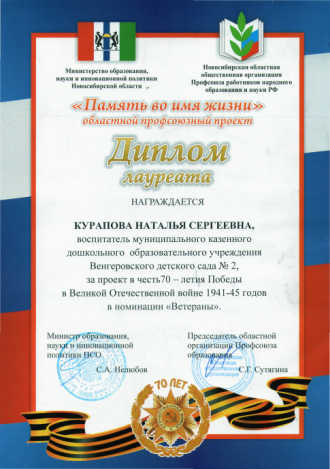 Министерство образования,
науки и инновационной политики
Новосибирской области
Новосибирская областная
общественная организация
Профсоюза работников народного
образования и науки РФ
«Память во имя жизни»
областной профсоюзный проект
Диплом
лауреата
НАГРАЖДАЕТСЯ
КУРАПОВА НАТАЛЬЯ СЕРГЕЕВНА,
воспитатель муниципального казенного
дошкольного образовательного учреждения
Венгеровского детского сада № 2,
за проект в честь70 – летия Победы
в Великой Отечественной войне 1941-45 годов
в номинации «Ветераны».
Министр образования,
науки и инновационной
политики НСО
С.А. Нелюбов
Председатель областной
организации Профсоюза
образования
С.Г. Сутягина
70 ЛЕТ